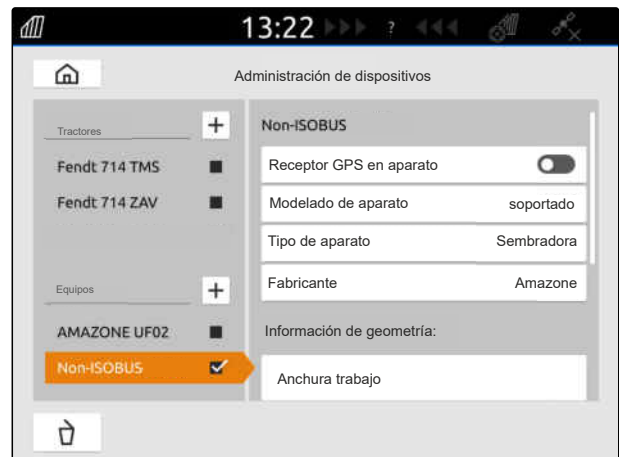 13:22 ?
Administración de dispositivos
Tractores +
Fendt 714 TMS
Fendt 714 ZAV
Equipos +
AMAZONE UF02
Non-ISOBUS
Non-ISOBUS
Receptor GPS en aparato
Modelado de aparato soportado
Tipo de aparato Sembradora
Fabricante Amazone
Información de geometría:
Anchura trabajo